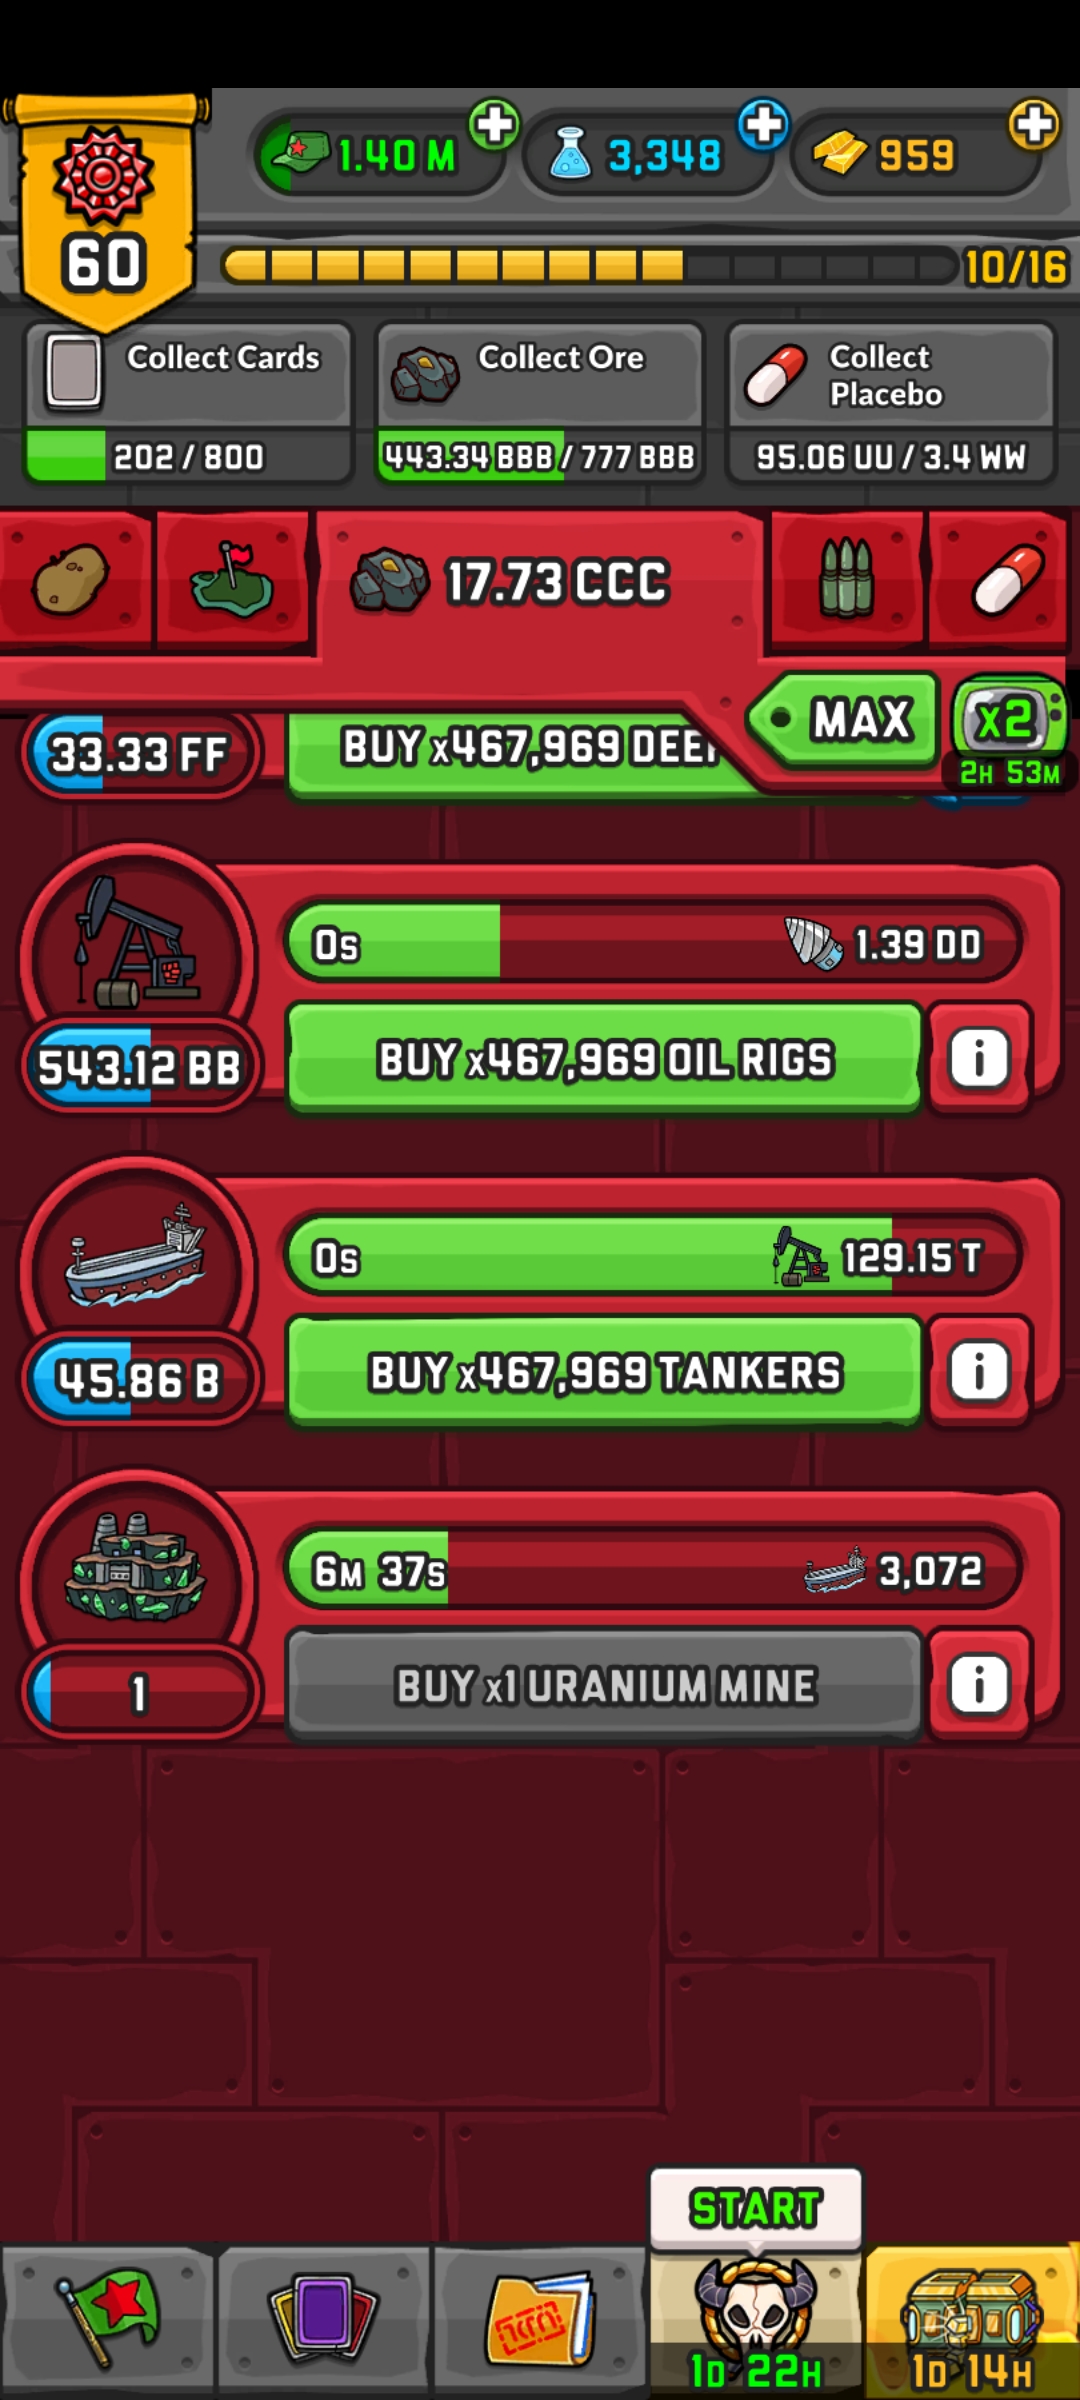 1.40 M
3,348
959
60
10/16
Collect Cards
202 / 800
Collect Ore
443.34 BBB / 777 BBB
Collect
Placebo
95.06 UU / 3.4 WW
17.73 CCC
MAX
x2
2H 53M
33.33 FF
BUY x467,969
0s
1.39 DD
543.12 BB
BUY x467,969 OIL RIGS
i
0s
129.15 T
45.86 B
BUY x467,969 TANKERS
i
6M 37s
3,072
1
BUY x1 URANIUM MINE
i
START
1D 22H
1D 14H